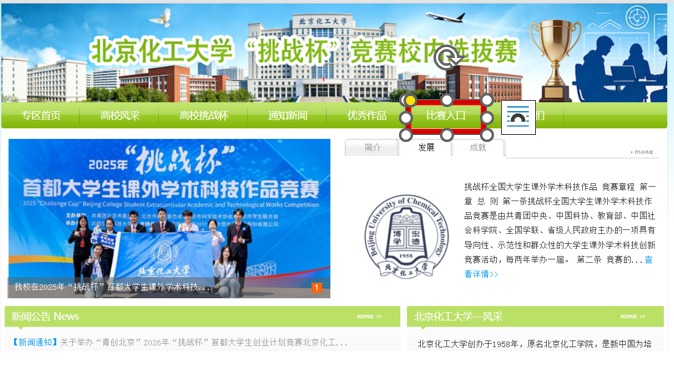 北京化工大学
北京化工大学“挑战杯”竞赛校内选拔赛
专区首页 高校风采 高校挑战杯 通知新闻 优秀作品 比赛入口 们
简介 发展 成就
+ MORE
2025年“挑战杯”
首都大学生课外学术科技作品竞赛
2025 "Challenge Cup" Beijing College Student Extracurricular Academic and Technological Works Competition
北京化工大学
我校在2025年“挑战杯”首都大学生课外学术科技...
1
Beijing University of Chemical Technology
博学 宏德
1958
挑战杯全国大学生课外学术科技作品 竞赛章程 第一
章 总 则 第一条挑战杯全国大学生课外学术科技作
品竞赛是由共青团中央、中国科协、教育部、中国社
会科学院、全国学联、省级人民政府主办的一项具有
导向性、示范性和群众性的大学生课外学术科技创新
竞赛活动，每两年举办一届。 第二条 竞赛的...查
看详情>>
新闻公告 News MORE >>
【新闻通知】关于举办“青创北京”2026年“挑战杯”首都大学生创业计划竞赛北京化工...
北京化工大学—风采 MORE >>
北京化工大学创办于1958年，原名北京化工学院，是新中国为培